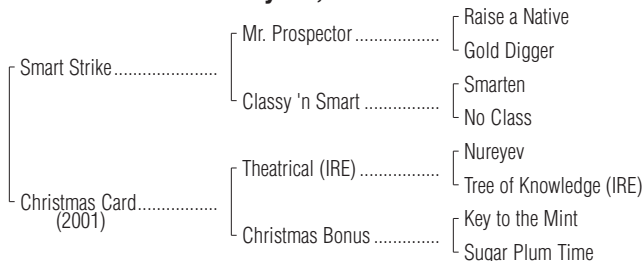 Raise a Native
Mr. Prospector..................
Gold Digger
Smart Strike......................
Smarten
Classy 'n Smart ................
No Class
Nureyev
Theatrical (IRE) .................
Tree of Knowledge (IRE)
Christmas Card.................
(2001)
Key to the Mint
Christmas Bonus ..............
Sugar Plum Time